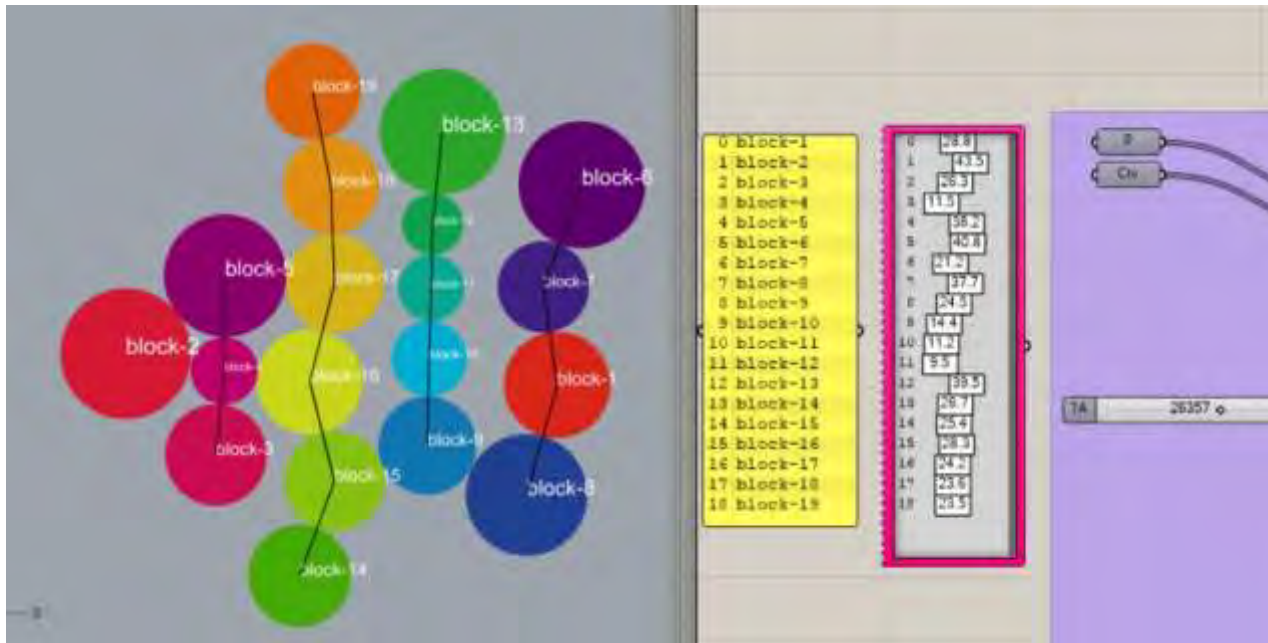 block-19
block-13
block-18
block-6
block-5
block-17
block-1
block-2
block-16
block-1
block-3
block-9
block-15
block-8
block-14
0 block-1
1 block-2
2 block-3
3 block-4
4 block-5
5 block-6
6 block-7
7 block-8
8 block-9
9 block-10
10 block-11
11 block-12
12 block-13
13 block-14
14 block-15
15 block-16
16 block-17
17 block-18
18 block-19
0 28.8
1 43.5
2 26.3
3 11.5
4 38.2
5 40.8
6 21.2
7 37.7
8 24.5
9 14.4
10 11.2
11 9.5
12 39.5
13 26.7
14 25.4
15 28.3
16 24.2
17 23.6
18 23.5
TA 26357